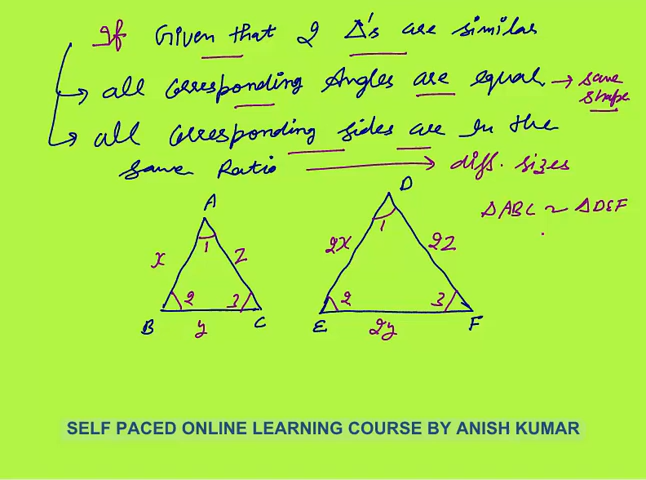 If Given that 2 Δ's are similar
→ all corresponding Angles are equal → same shape
→ all corresponding sides are in the
same Ratio → diff. sizes
ΔABC ~ ΔDEF
A D
1 1
x z 2x 2z
2 3 2 3
B y C E 2y F
SELF PACED ONLINE LEARNING COURSE BY ANISH KUMAR